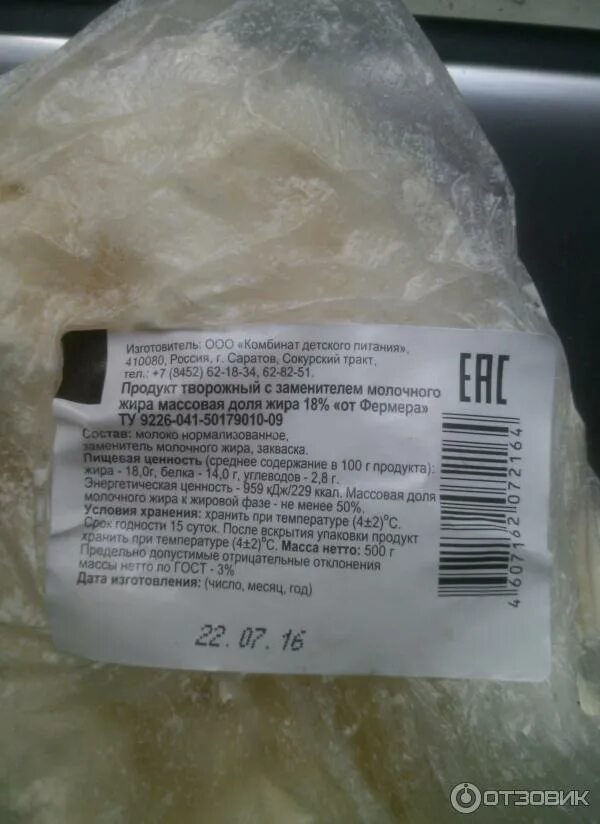 Изготовитель: ООО «Комбинат детского питания»,
410080, Россия, г. Саратов, Сокурский тракт,
тел.: +7 (8452) 62-18-34, 62-82-51.
Продукт творожный с заменителем молочного
жира массовая доля жира 18% «от Фермера»
ТУ 9226-041-50179010-09
Состав: молоко нормализованное,
заменитель молочного жира, закваска.
Пищевая ценность (среднее содержание в 100 г продукта):
жира - 18,0г, белка - 14,0 г, углеводов - 2,8 г.
Энергетическая ценность - 959 кДж/229 ккал. Массовая доля
молочного жира к жировой фазе - не менее 50%.
Условия хранения: хранить при температуре (4±2)°С.
Срок годности 15 суток. После вскрытия упаковки продукт
хранить при температуре (4±2)°С. Масса нетто: 500 г
Предельно допустимые отрицательные отклонения
массы нетто по ГОСТ - 3%
Дата изготовления: (число, месяц, год)
22.07.16
EAC
4607162072164
ОТЗОВИК